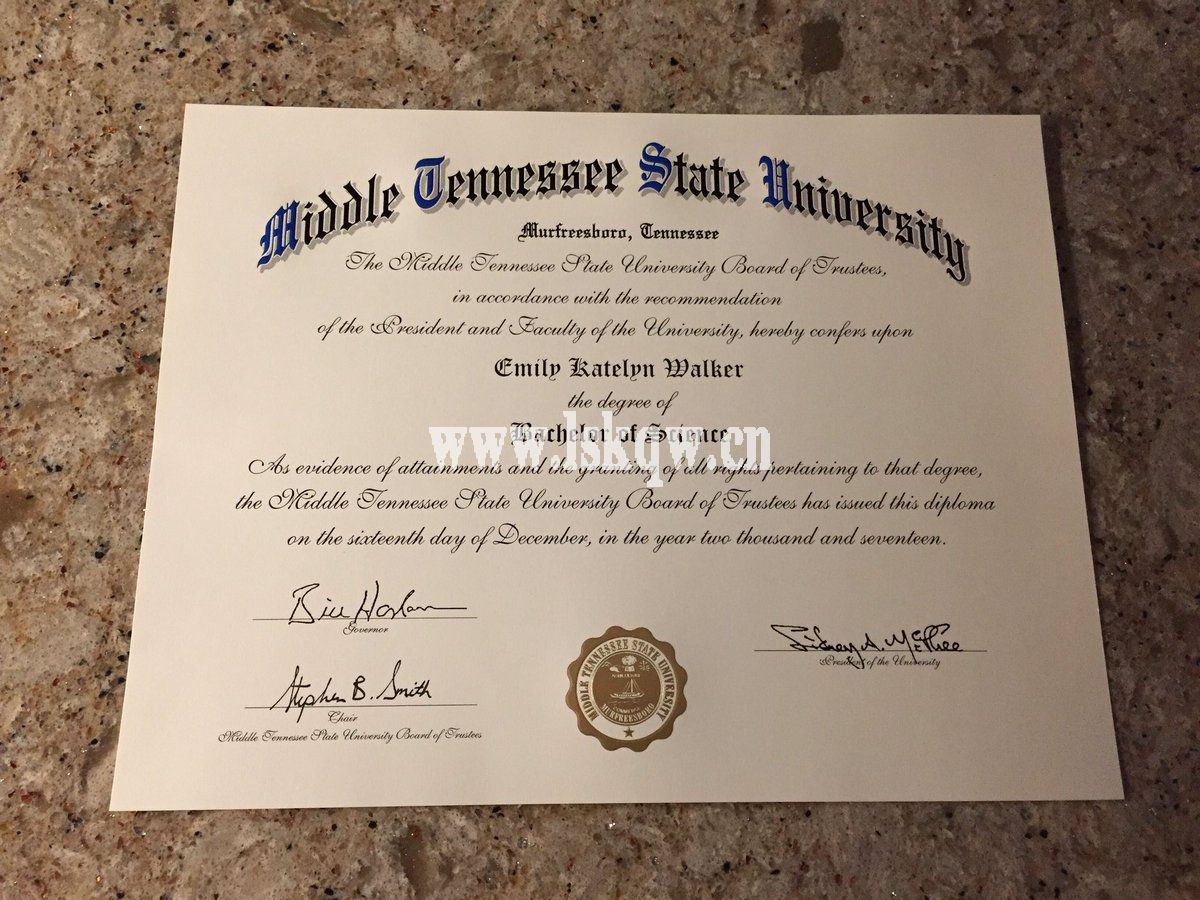 Middle Tennessee State University
Murfreesboro, Tennessee
The Middle Tennessee State University Board of Trustees,
in accordance with the recommendation
of the President and Faculty of the University, hereby confers upon
Emily Katelyn Walker
the degree of
Bachelor of Science
www.lskqw.cn
As evidence of attainments and the granting of all rights pertaining to that degree,
the Middle Tennessee State University Board of Trustees has issued this diploma
on the sixteenth day of December, in the year two thousand and seventeen.
Bill Haslam
Governor
Stephen B. Smith
Chair
Middle Tennessee State University Board of Trustees
MIDDLE TENNESSEE STATE UNIVERSITY
MURFREESBORO
Sidney A. McPhee
President of the University